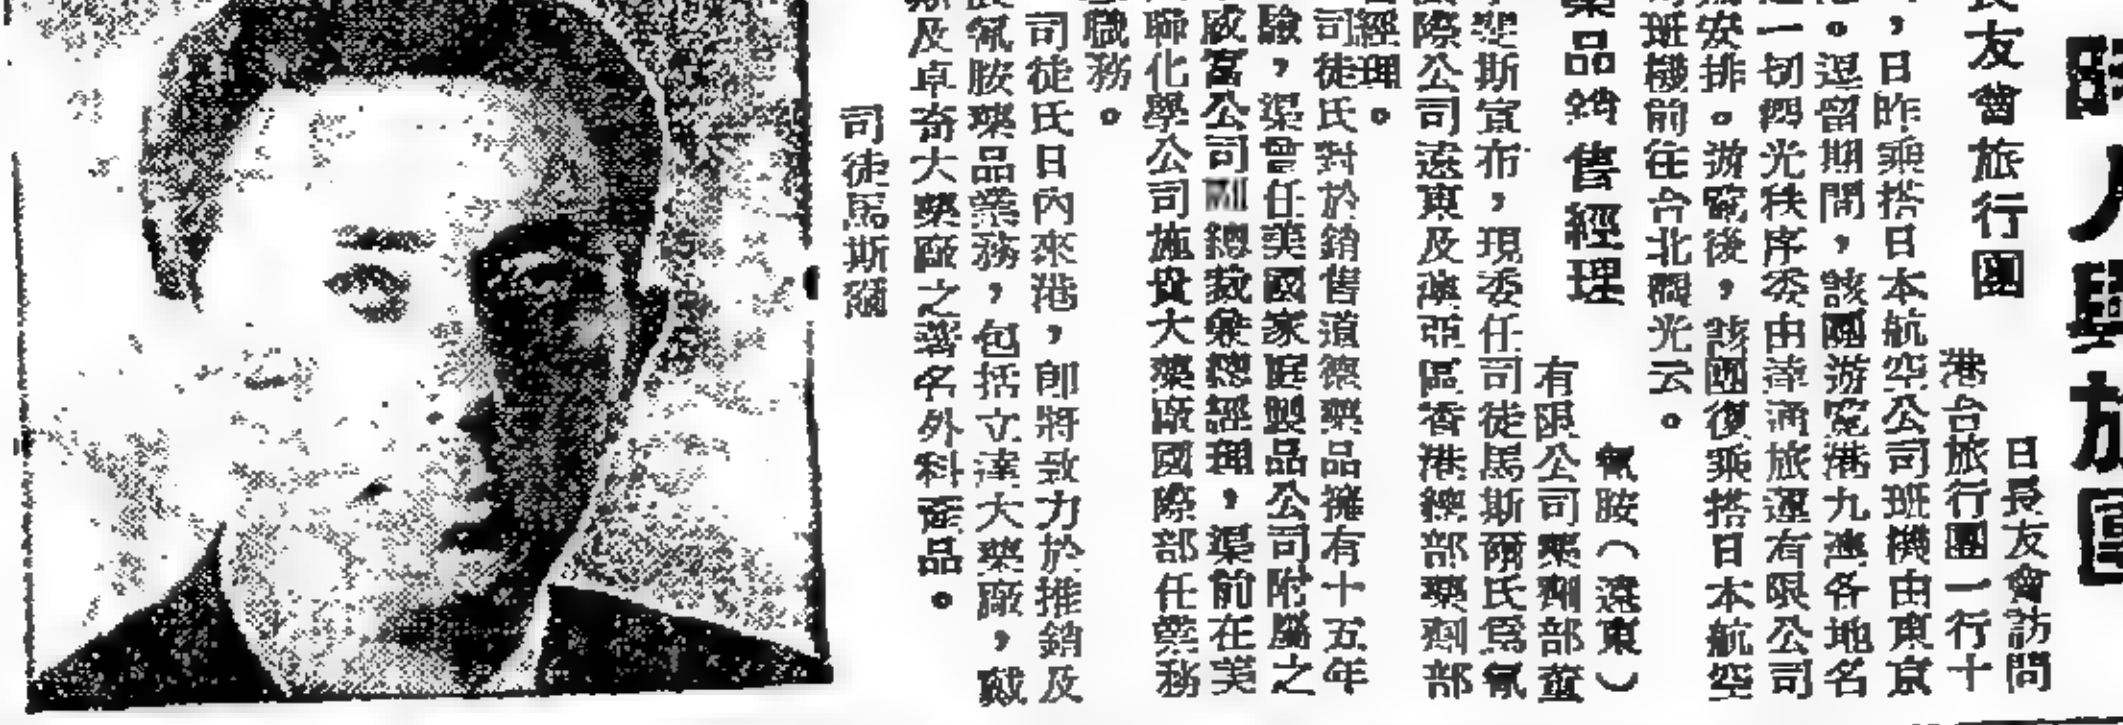 時人與旅團
長友會旅行團
日長友會訪問
港台旅行團一行十
,日昨乘搭日本航空公司班機由東京
。逗留期間,該團游覽港九連各地名
一切觀光秩序委由 通旅運有限公司
安排。游覽後,該團復乘搭日本航空
班機前往台北觀光云。
藥品銷售經理
氰胺(遠東)
有限公司藥劑部董
斯宣布,現委任司徒馬斯爾氏為氰
際公司遠東及 亞區香港總部藥劑部
經理。
司徒氏對於銷售道德藥品擁有十五年
驗,渠曾任美國家庭製品公司附屬之
威富公司副總裁兼總經理,渠前在美
聯化學公司施貴大藥廠國際部任業務
職務。
司徒氏日內來港,即將致力於推銷及
氰胺藥品業務,包括立達大藥廠,戴
及卓奇大藥廠之著名外科產品。
司徒馬斯爾